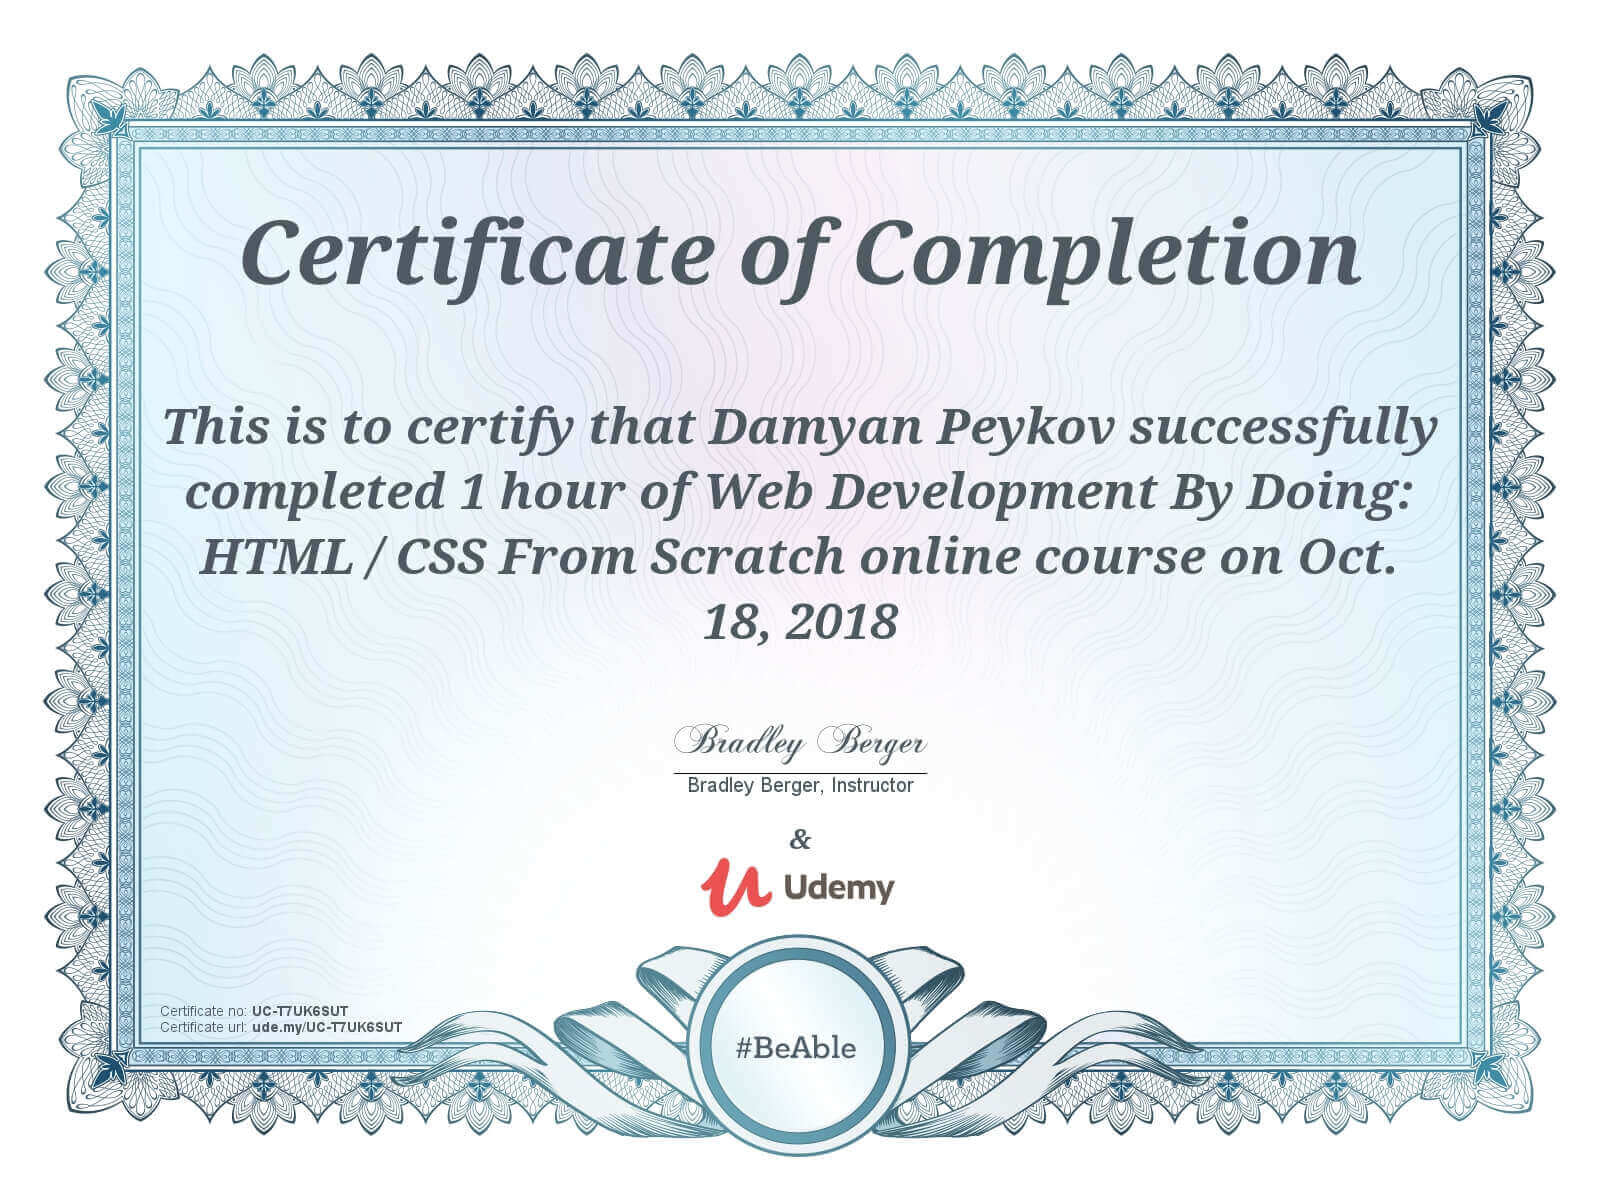 Certificate of Completion
This is to certify that Damyan Peykov successfully
completed 1 hour of Web Development By Doing:
HTML / CSS From Scratch online course on Oct.
18, 2018
Bradley Berger
Bradley Berger, Instructor
&
Udemy
Certificate no: UC-T7UK6SUT
Certificate url: ude.my/UC-T7UK6SUT
#BeAble